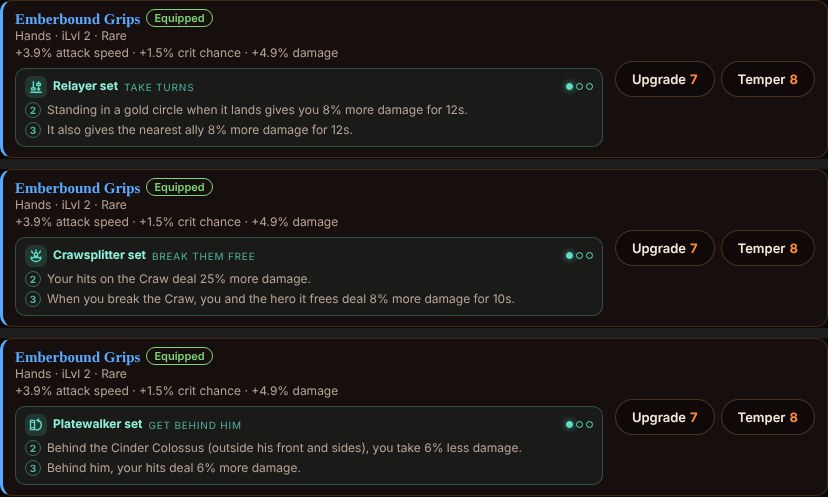 Emberbound Grips Equipped
Hands · iLvl 2 · Rare
+3.9% attack speed · +1.5% crit chance · +4.9% damage
Relayer set TAKE TURNS
2 Standing in a gold circle when it lands gives you 8% more damage for 12s.
3 It also gives the nearest ally 8% more damage for 12s.
Upgrade 7 Temper 8
Emberbound Grips Equipped
Hands · iLvl 2 · Rare
+3.9% attack speed · +1.5% crit chance · +4.9% damage
Crawsplitter set BREAK THEM FREE
2 Your hits on the Craw deal 25% more damage.
3 When you break the Craw, you and the hero it frees deal 8% more damage for 10s.
Upgrade 7 Temper 8
Emberbound Grips Equipped
Hands · iLvl 2 · Rare
+3.9% attack speed · +1.5% crit chance · +4.9% damage
Platewalker set GET BEHIND HIM
2 Behind the Cinder Colossus (outside his front and sides), you take 6% less damage.
3 Behind him, your hits deal 6% more damage.
Upgrade 7 Temper 8